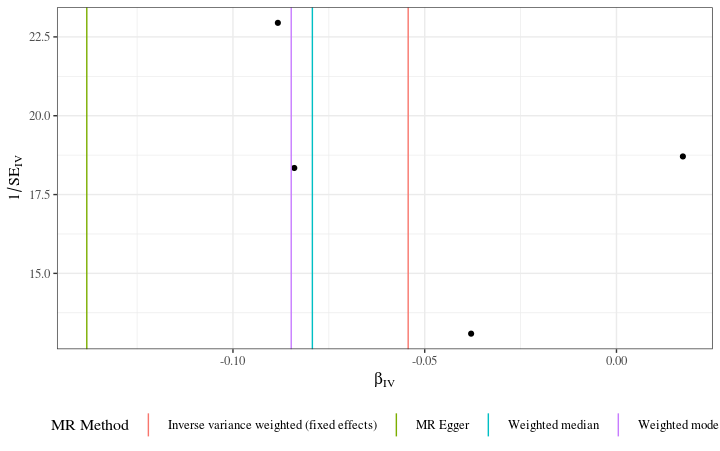 22.5
20.0
17.5
15.0
1/SE_IV
-0.10
-0.05
0.00
β_IV
MR Method
Inverse variance weighted (fixed effects)
MR Egger
Weighted median
Weighted mode